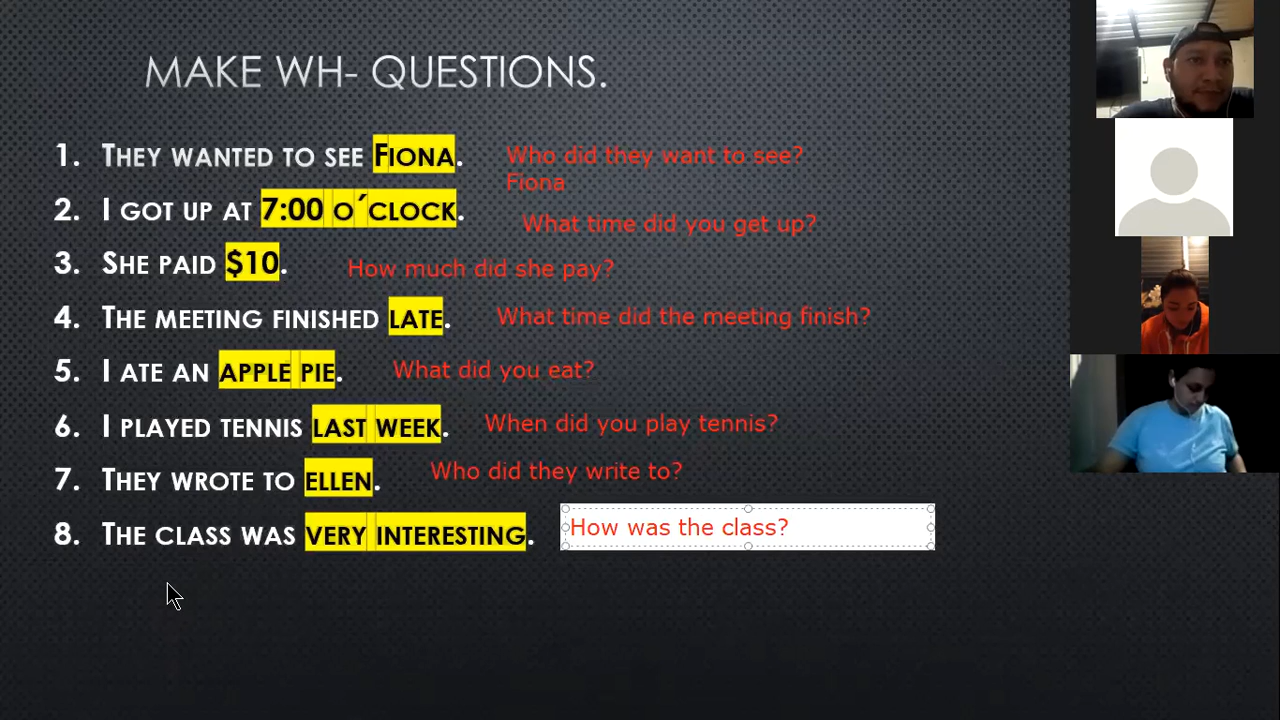 MAKE WH- QUESTIONS.
1. THEY WANTED TO SEE FIONA. Who did they want to see?
Fiona
2. I GOT UP AT 7:00 O´CLOCK. What time did you get up?
3. SHE PAID $10. How much did she pay?
4. THE MEETING FINISHED LATE. What time did the meeting finish?
5. I ATE AN APPLE PIE. What did you eat?
6. I PLAYED TENNIS LAST WEEK. When did you play tennis?
7. THEY WROTE TO ELLEN. Who did they write to?
8. THE CLASS WAS VERY INTERESTING. How was the class?